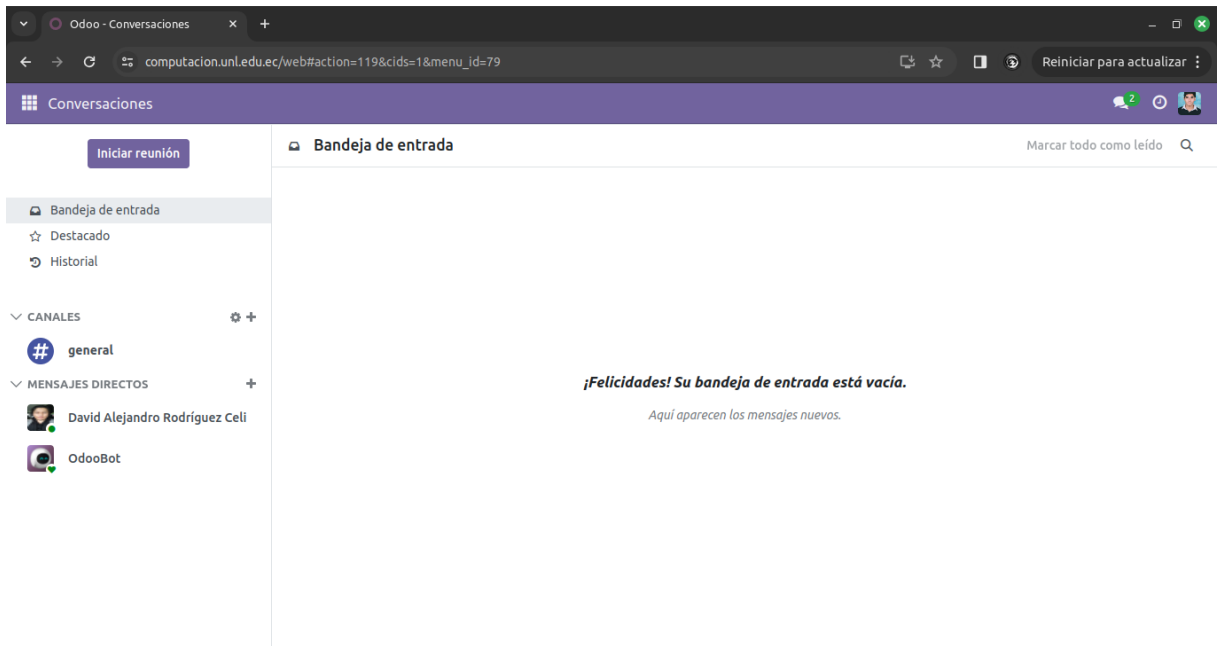 Odoo - Conversaciones
computacion.unl.edu.ec/web#action=119&cids=1&menu_id=79
Reiniciar para actualizar
Conversaciones
2
Iniciar reunión
Bandeja de entrada
Marcar todo como leído
Bandeja de entrada
Destacado
Historial
CANALES
general
MENSAJES DIRECTOS
David Alejandro Rodríguez Celi
OdooBot
¡Felicidades! Su bandeja de entrada está vacía.
Aquí aparecen los mensajes nuevos.